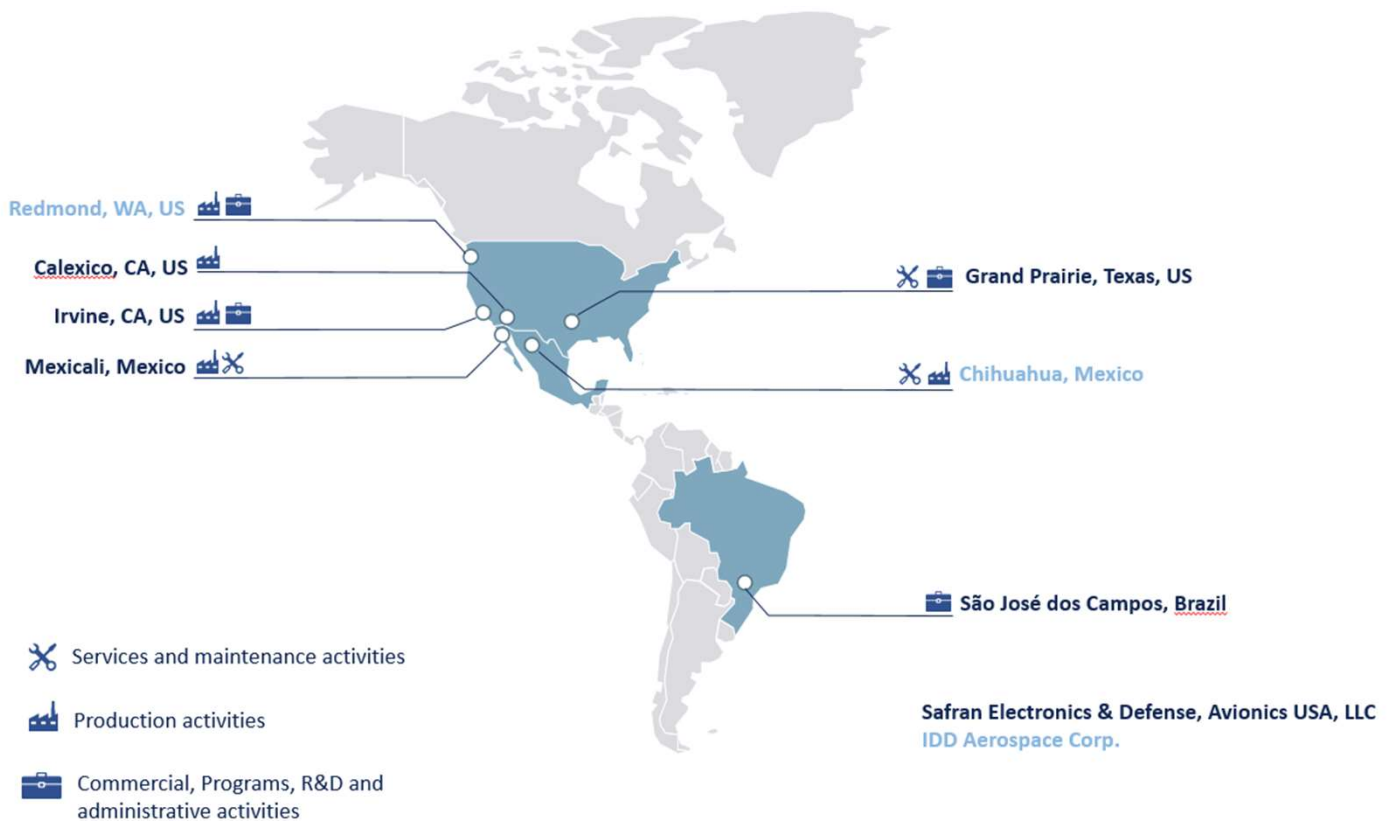 Redmond, WA, US
Calexico, CA, US
Irvine, CA, US
Mexicali, Mexico
Grand Prairie, Texas, US
Chihuahua, Mexico
São José dos Campos, Brazil
Services and maintenance activities
Production activities
Commercial, Programs, R&D and
administrative activities
Safran Electronics & Defense, Avionics USA, LLC
IDD Aerospace Corp.